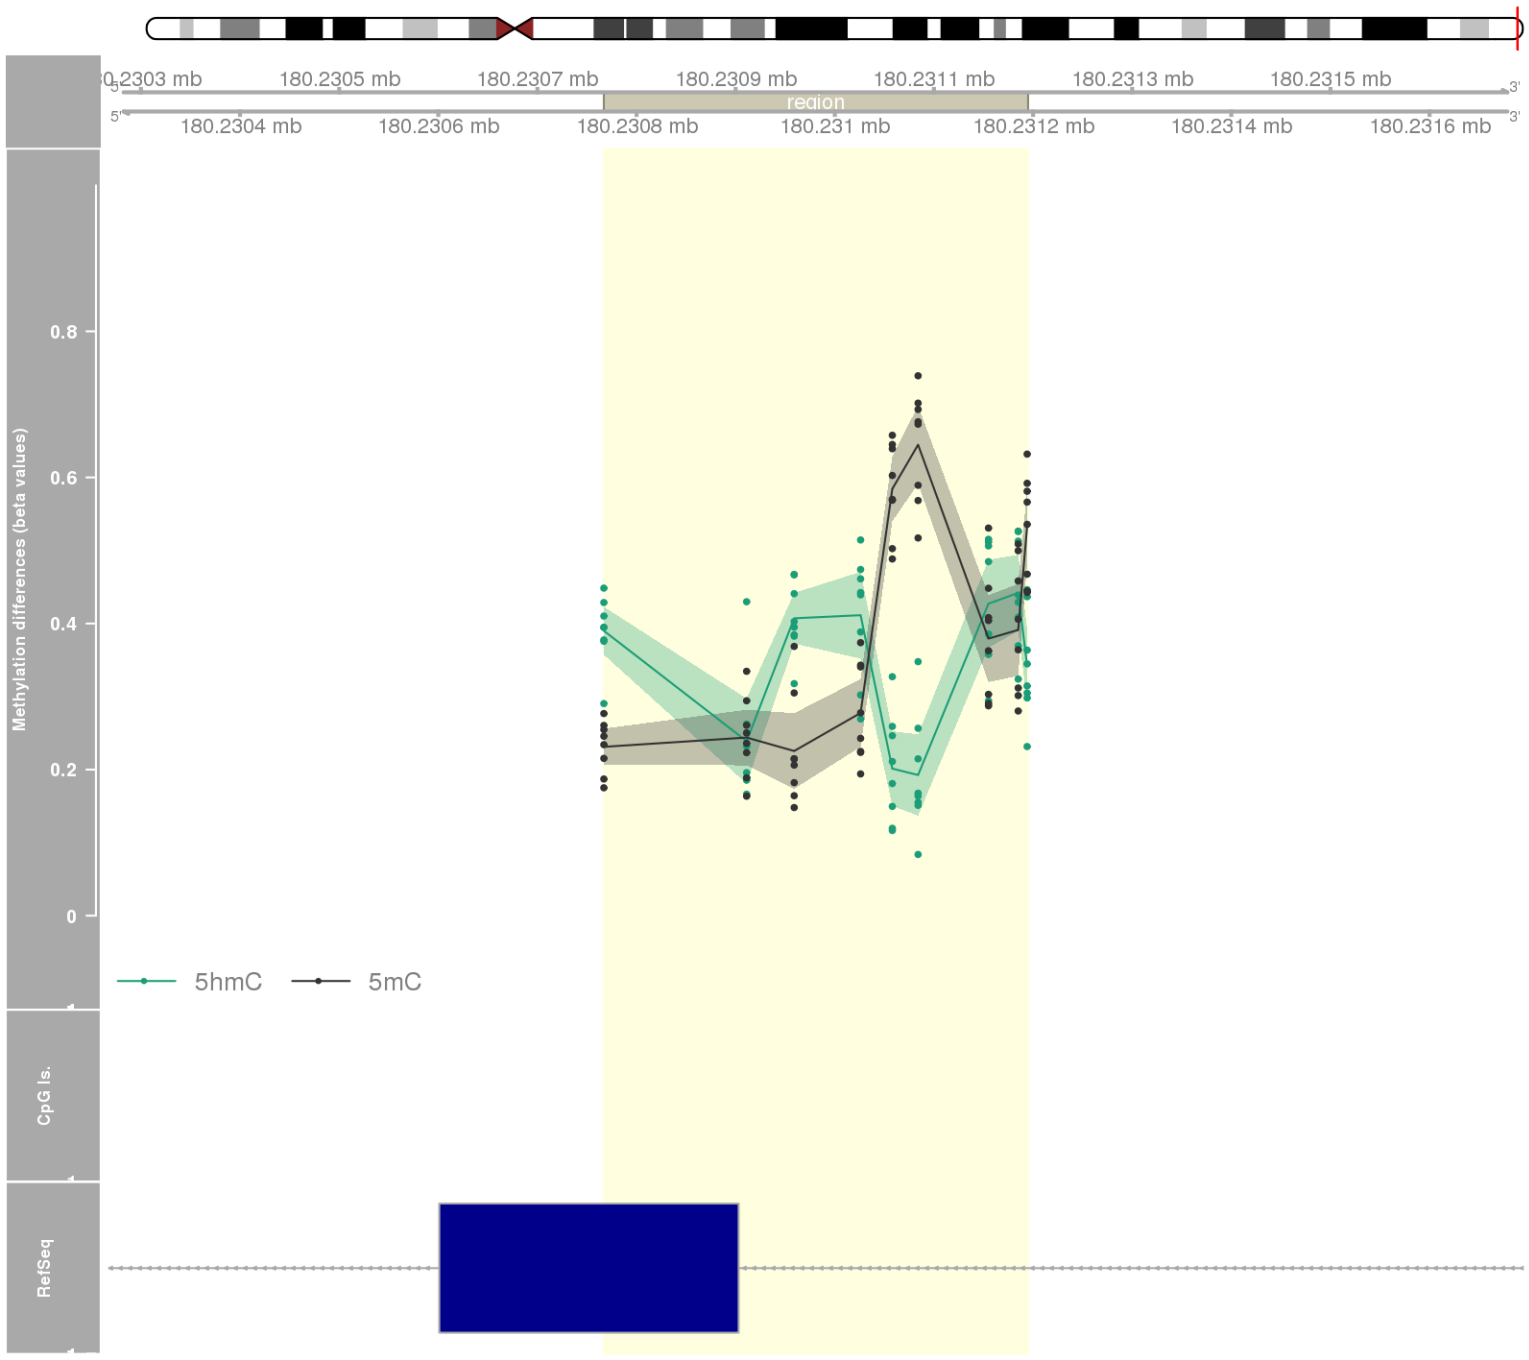 0.2303 mb 180.2305 mb 180.2307 mb 180.2309 mb 180.2311 mb 180.2313 mb 180.2315 mb
5' 3'
region
5' 3'
180.2304 mb 180.2306 mb 180.2308 mb 180.231 mb 180.2312 mb 180.2314 mb 180.2316 mb
Methylation differences (beta values)
0.8
0.6
0.4
0.2
0
5hmC 5mC
CpG Is.
RefSeq